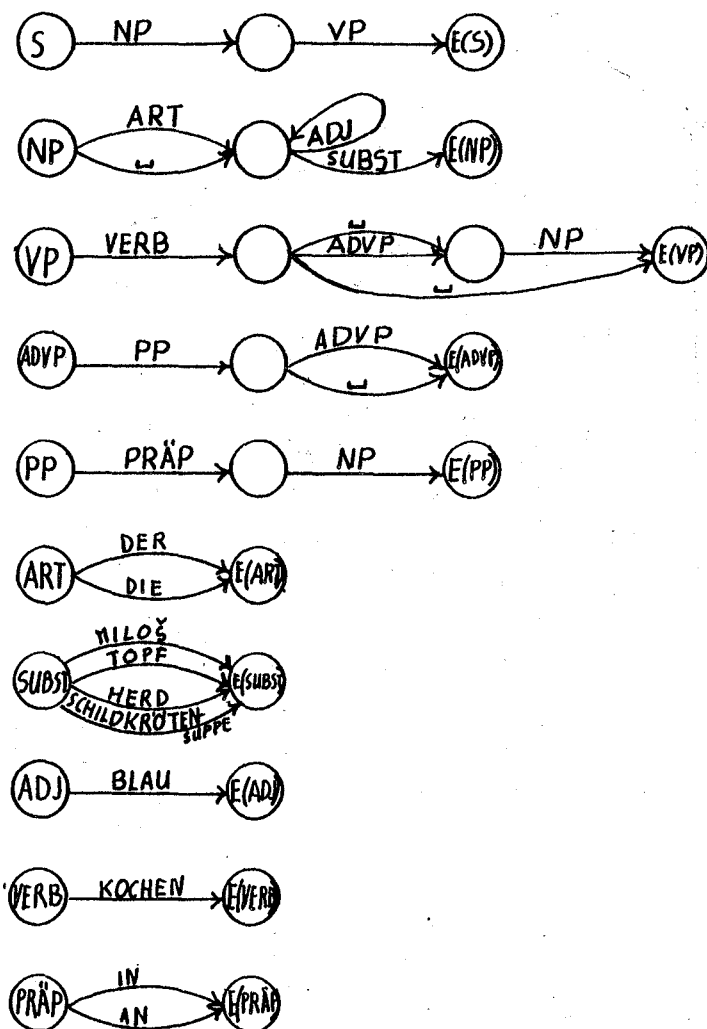 S NP VP E(S)
ART
NP ␣ ADJ SUBST E(NP)
␣
VP VERB ADVP NP E(VP)
␣
ADVP PP ADVP E(ADVP)
␣
PP PRÄP NP E(PP)
DER
ART E(ART)
DIE
MILOŠ
TOPF
SUBST E(SUBST)
HERD
SCHILDKRÖTEN-
SUPPE
ADJ BLAU E(ADJ)
VERB KOCHEN E(VERB)
IN
PRÄP E(PRÄP)
AN